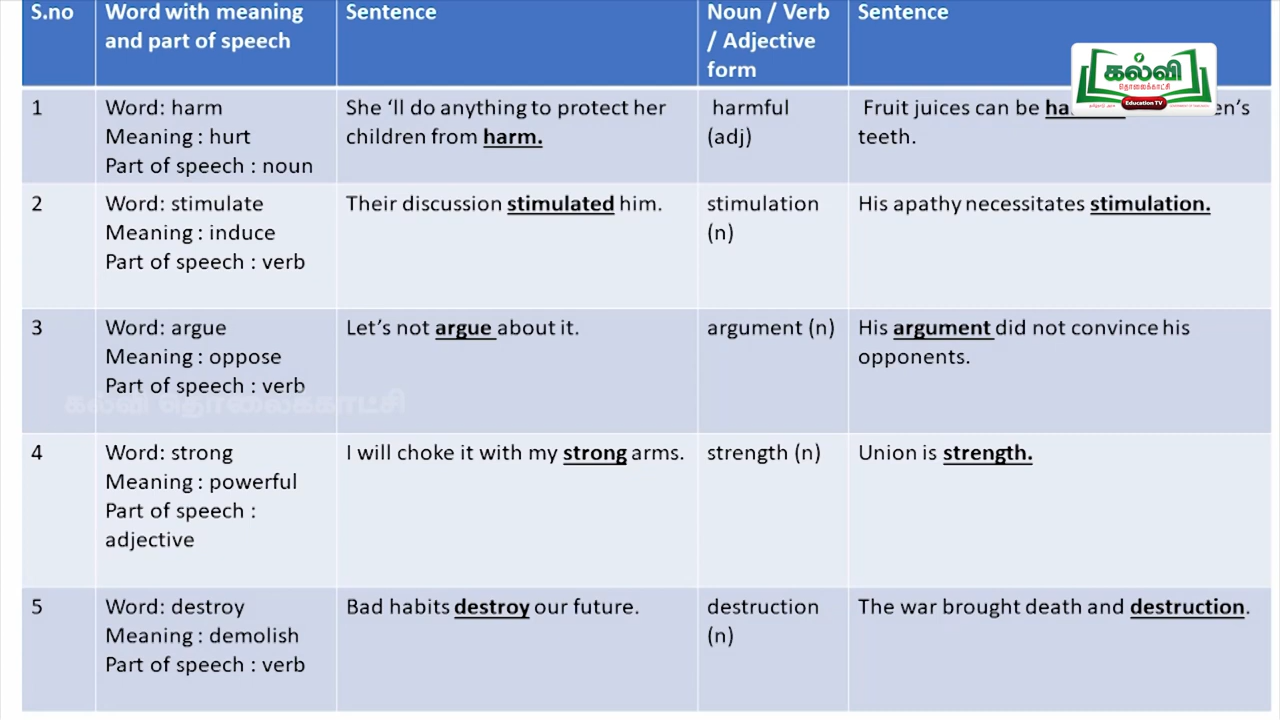 S.no
Word with meaning
and part of speech
Sentence
Noun / Verb
/ Adjective
form
Sentence
கல்வி
தொலைக்காட்சி
Education TV
1
Word: harm
Meaning : hurt
Part of speech : noun
She ‘ll do anything to protect her
children from harm.
harmful
(adj)
Fruit juices can be
teeth.
2
Word: stimulate
Meaning : induce
Part of speech : verb
Their discussion stimulated him.
stimulation
(n)
His apathy necessitates stimulation.
3
Word: argue
Meaning : oppose
Part of speech : verb
Let’s not argue about it.
argument (n)
His argument did not convince his
opponents.
கல்வி தொலைக்காட்சி
4
Word: strong
Meaning : powerful
Part of speech :
adjective
I will choke it with my strong arms.
strength (n)
Union is strength.
5
Word: destroy
Meaning : demolish
Part of speech : verb
Bad habits destroy our future.
destruction
(n)
The war brought death and destruction.